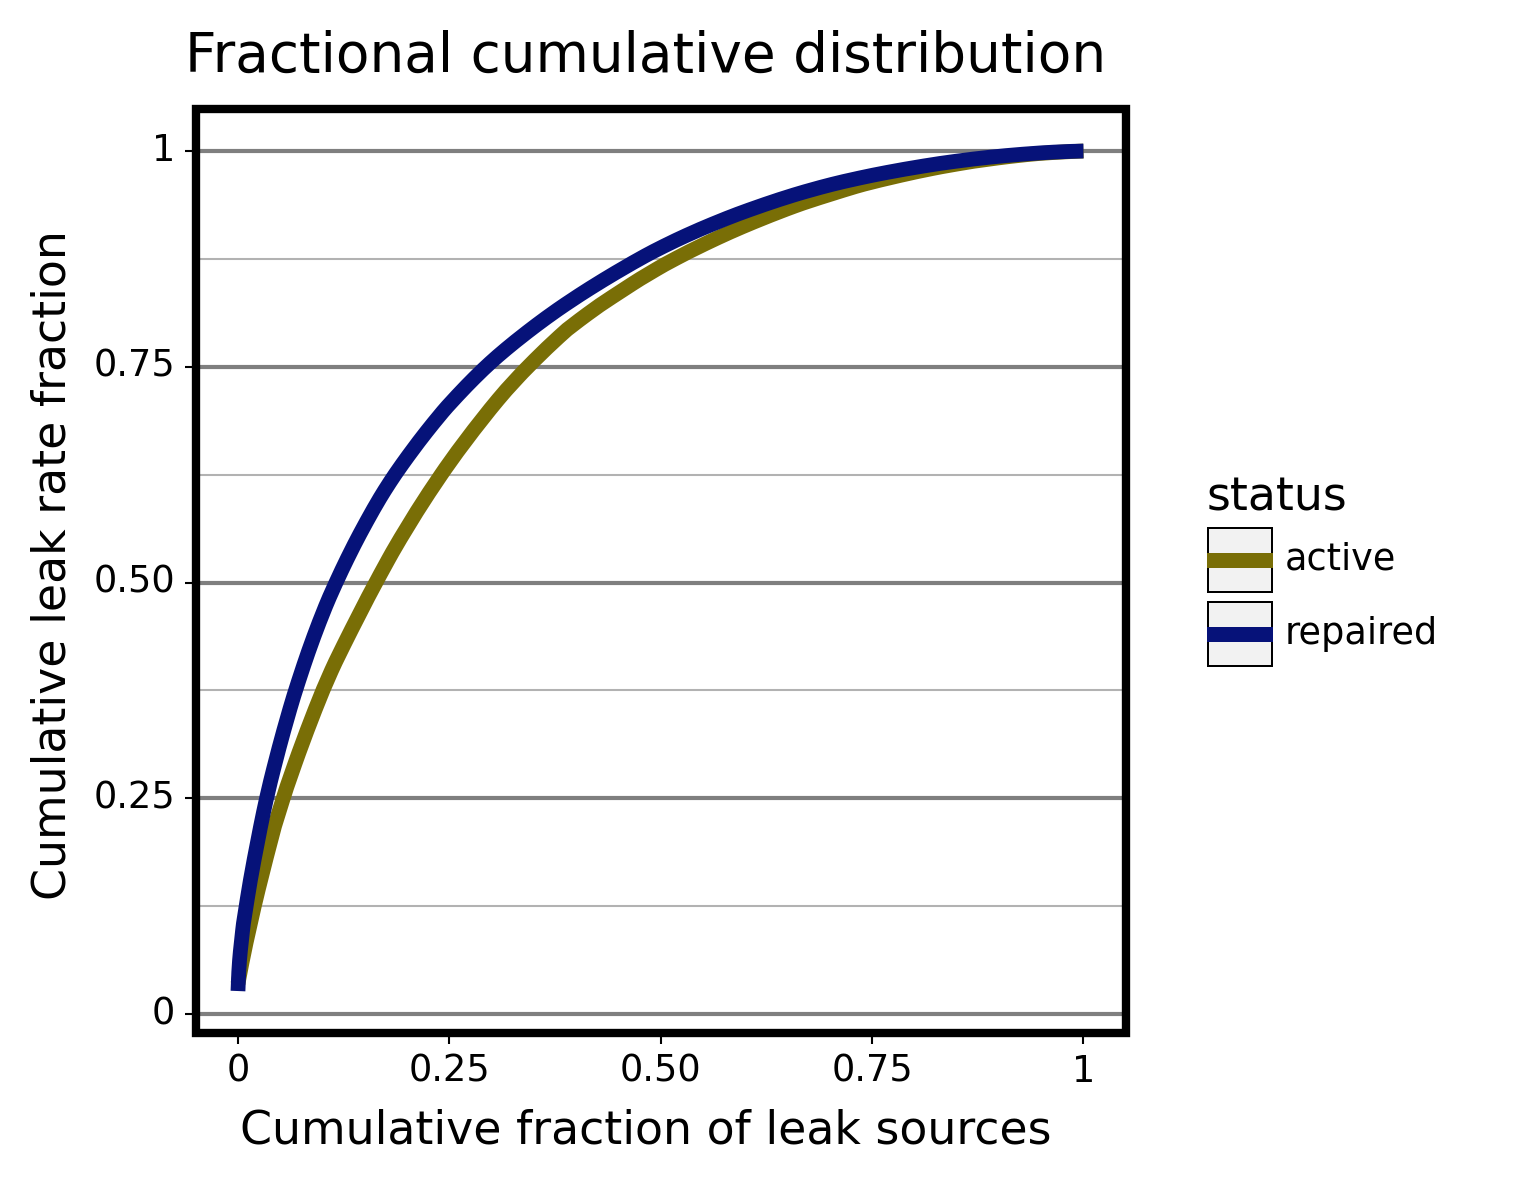 Fractional cumulative distribution
Cumulative leak rate fraction
1
0.75
0.50
0.25
0
0 0.25 0.50 0.75 1
Cumulative fraction of leak sources
status
active
repaired